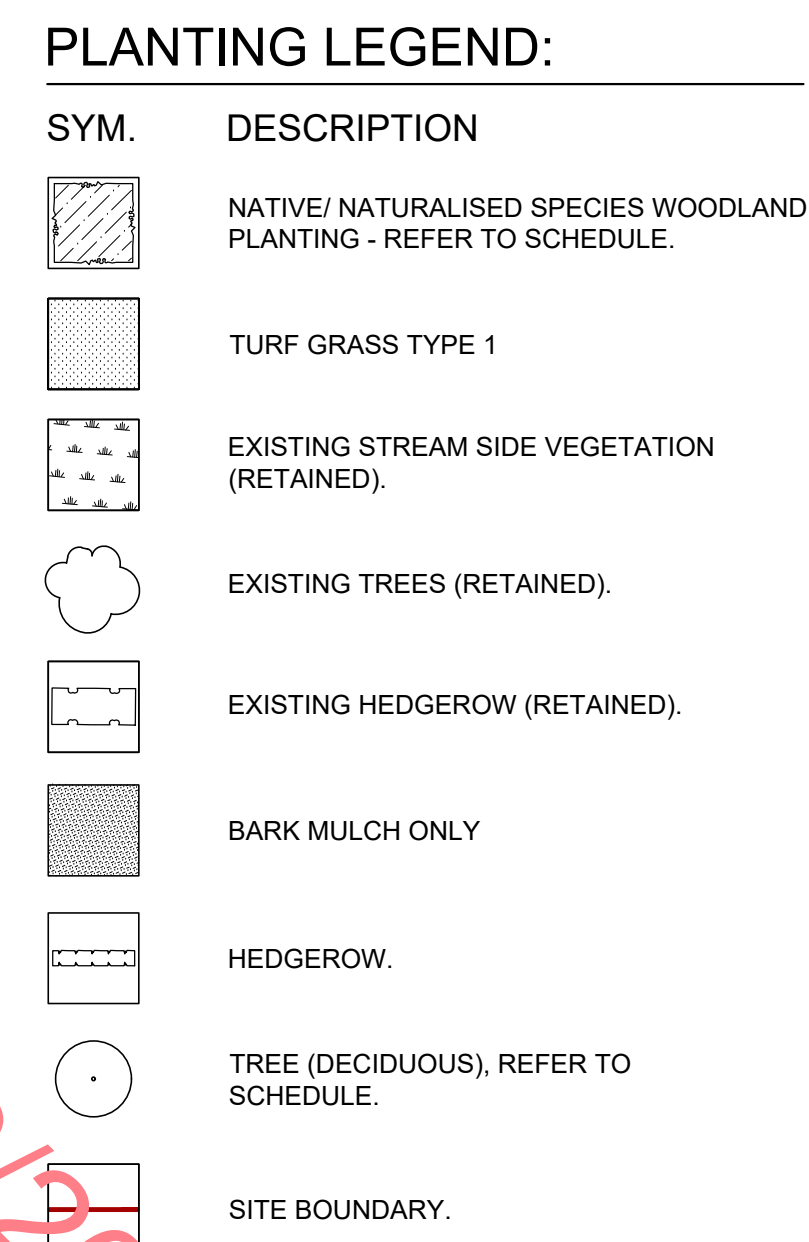 PLANTING LEGEND:
SYM. DESCRIPTION
NATIVE/ NATURALISED SPECIES WOODLAND
PLANTING - REFER TO SCHEDULE.
TURF GRASS TYPE 1
EXISTING STREAM SIDE VEGETATION
(RETAINED).
EXISTING TREES (RETAINED).
EXISTING HEDGEROW (RETAINED).
BARK MULCH ONLY
HEDGEROW.
TREE (DECIDUOUS), REFER TO
SCHEDULE.
SITE BOUNDARY.